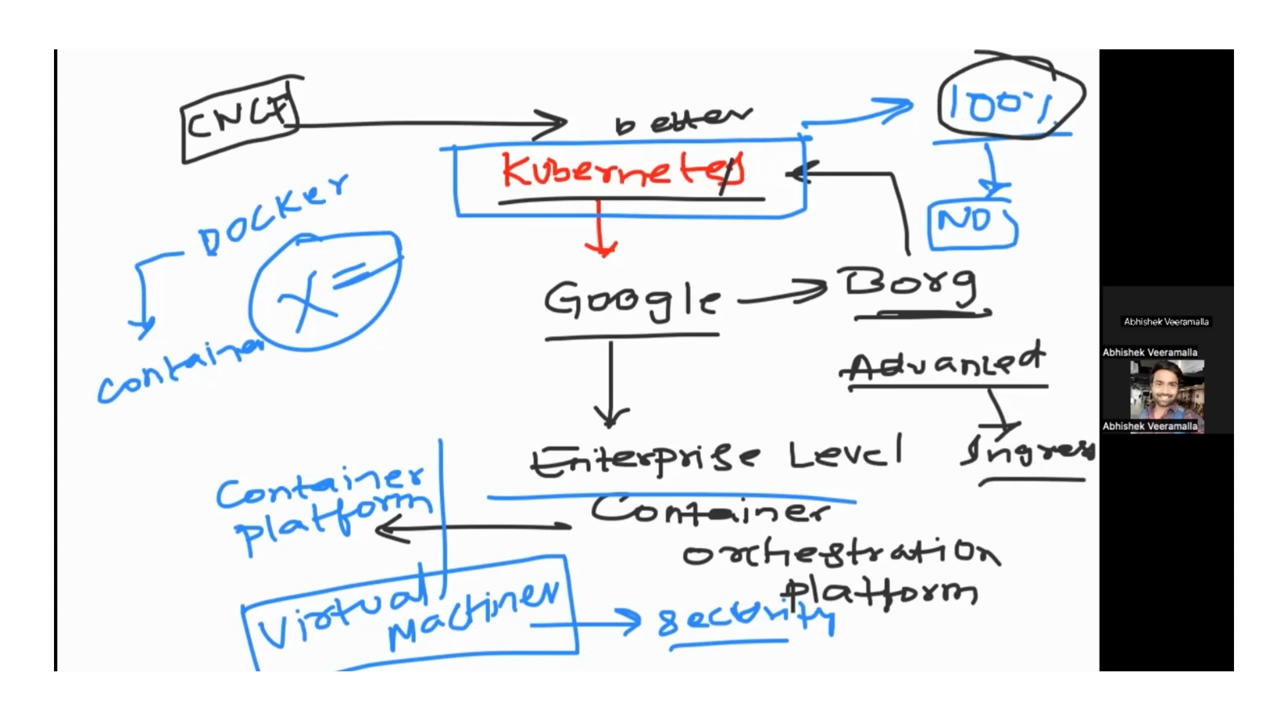 CNCF
better
100%
Kubernetes
NO
DOCKER
X
Container
Google
Borg
Advanced
Ingress
Enterprise Level
Container
orchestration
platform
Container
platform
Virtual
Machines
security
Abhishek Veeramalla
Abhishek Veeramalla
Abhishek Veeramalla